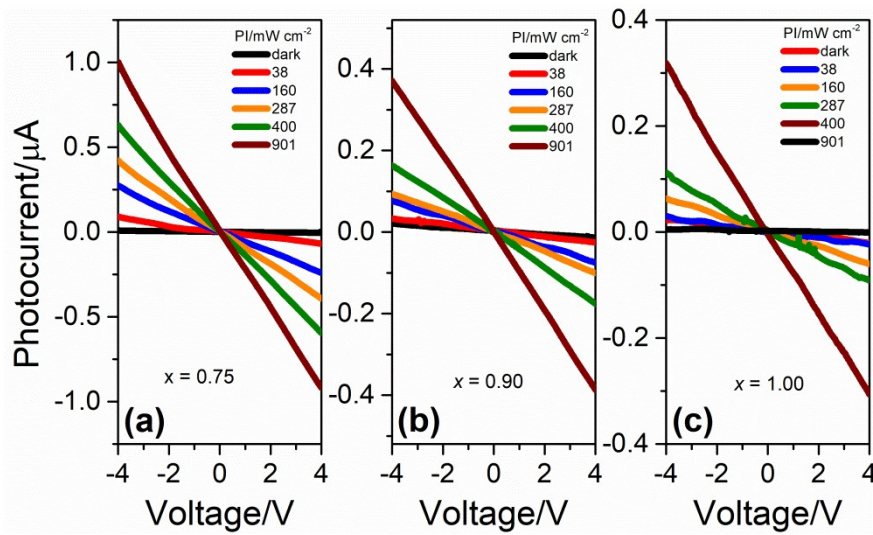 Photocurrent/μA
1.0
0.5
0.0
-0.5
-1.0
PI/mW cm-2
dark
38
160
287
400
901
x = 0.75
(a)
-4 -2 0 2 4
Voltage/V
0.4
0.2
0.0
-0.2
-0.4
PI/mW cm-2
dark
38
160
287
400
901
x = 0.90
(b)
-4 -2 0 2 4
Voltage/V
0.4
0.2
0.0
-0.2
-0.4
PI/mW cm-2
dark
38
160
287
400
901
x = 1.00
(c)
-4 -2 0 2 4
Voltage/V